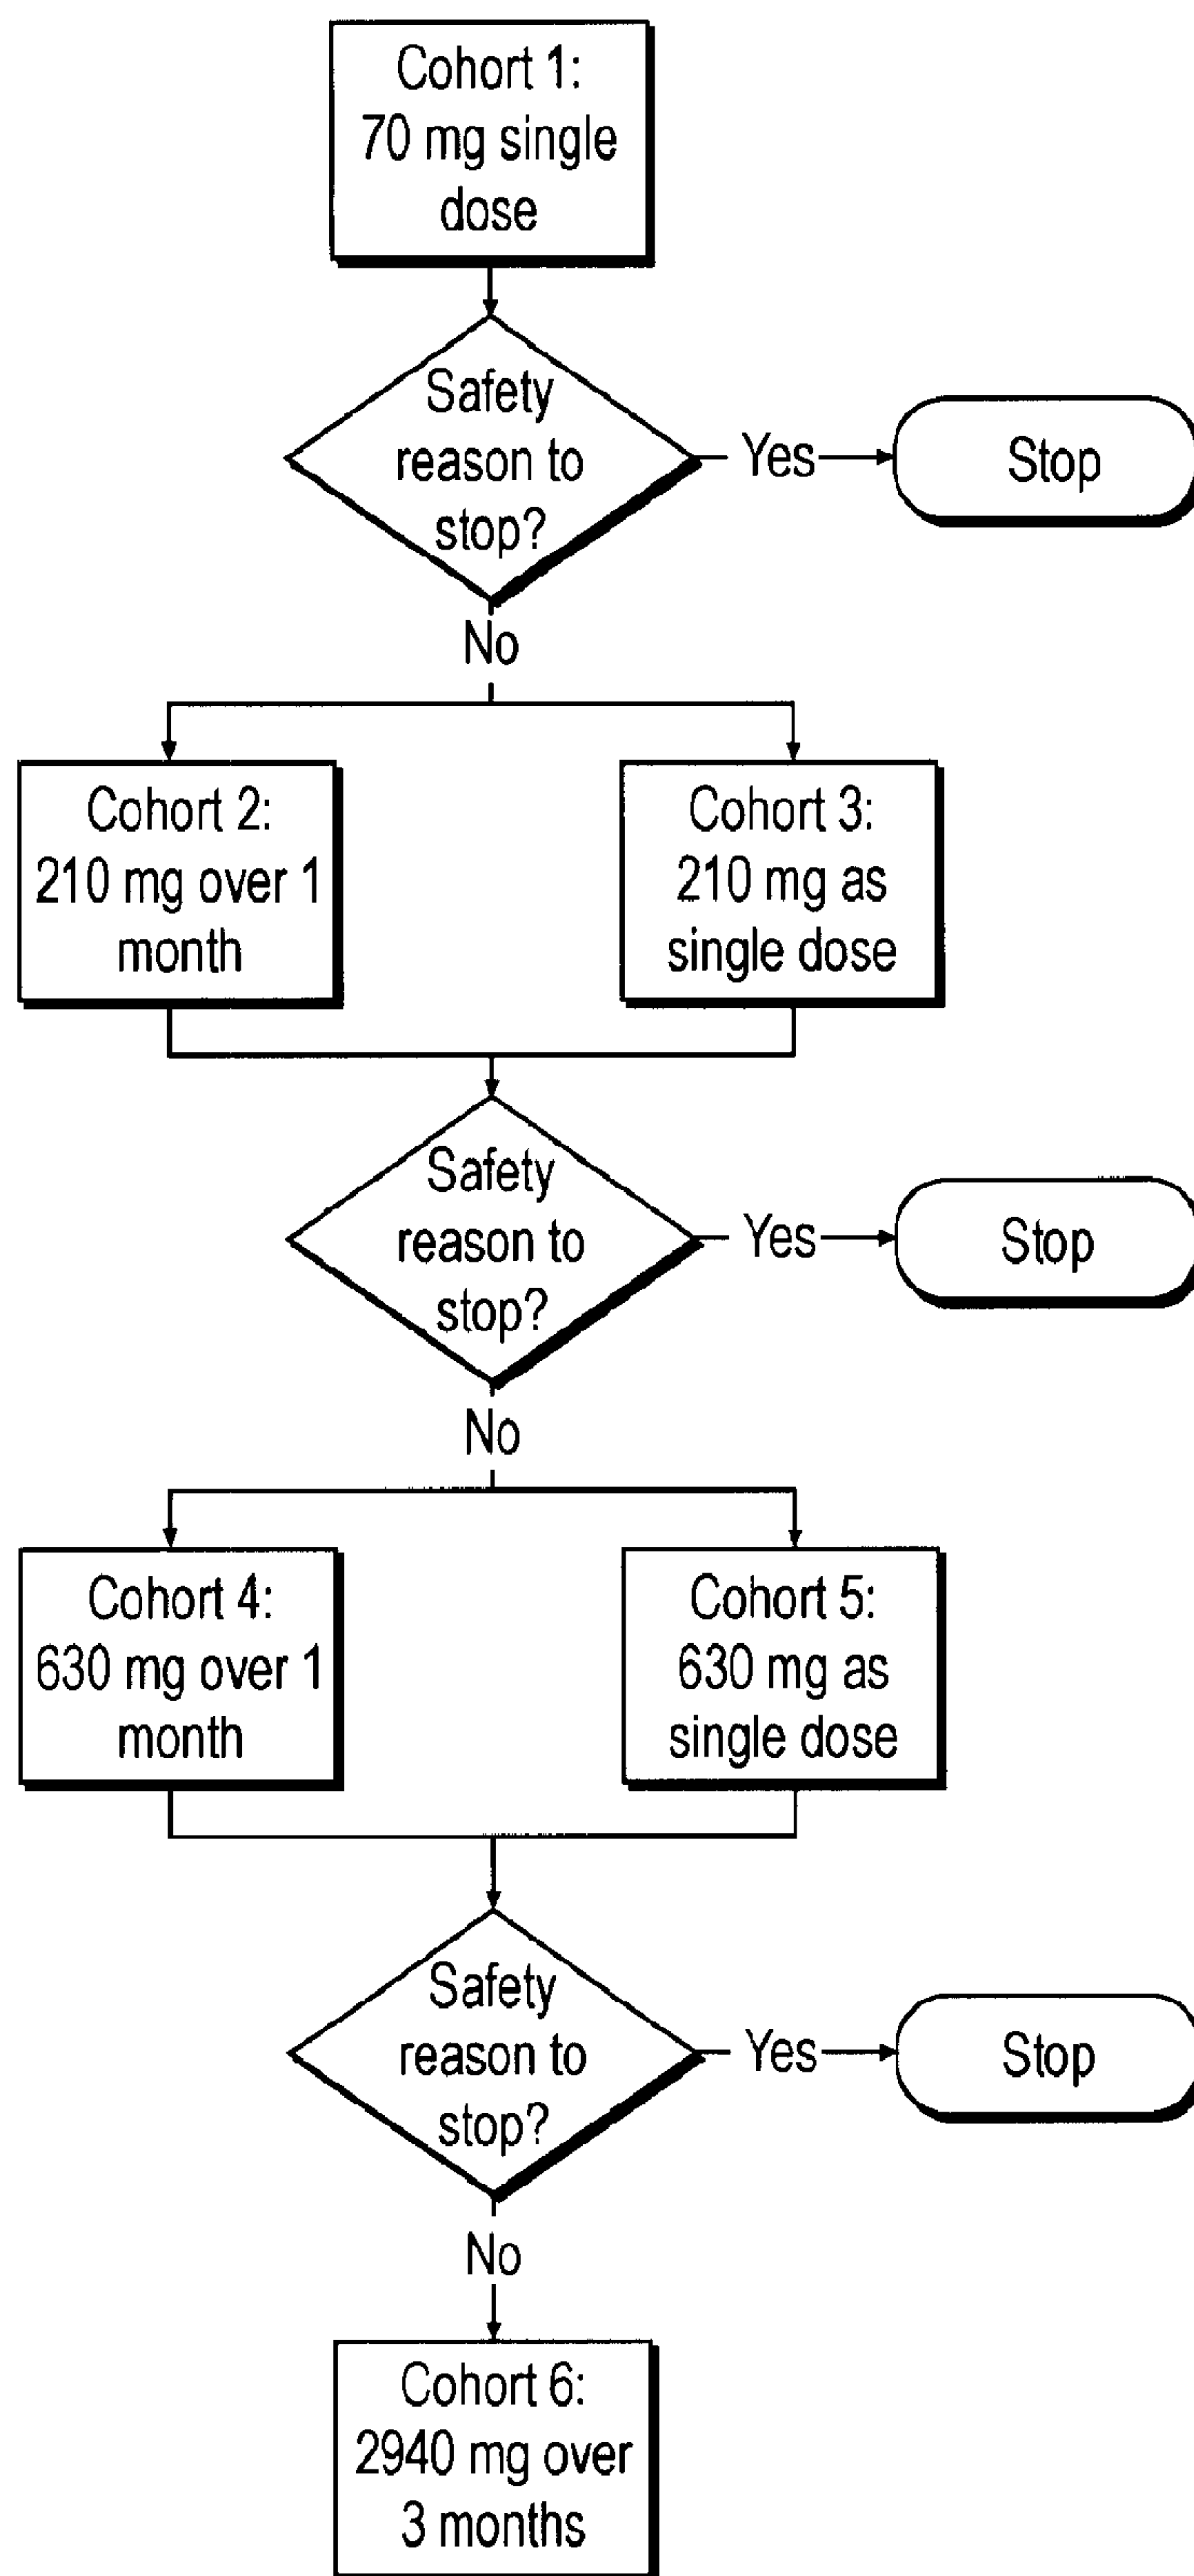 Cohort 1:
70 mg single
dose
Safety
reason to
stop?
Yes
Stop
No
Cohort 2:
210 mg over 1
month
Cohort 3:
210 mg as
single dose
Safety
reason to
stop?
Yes
Stop
No
Cohort 4:
630 mg over 1
month
Cohort 5:
630 mg as
single dose
Safety
reason to
stop?
Yes
Stop
No
Cohort 6:
2940 mg over
3 months